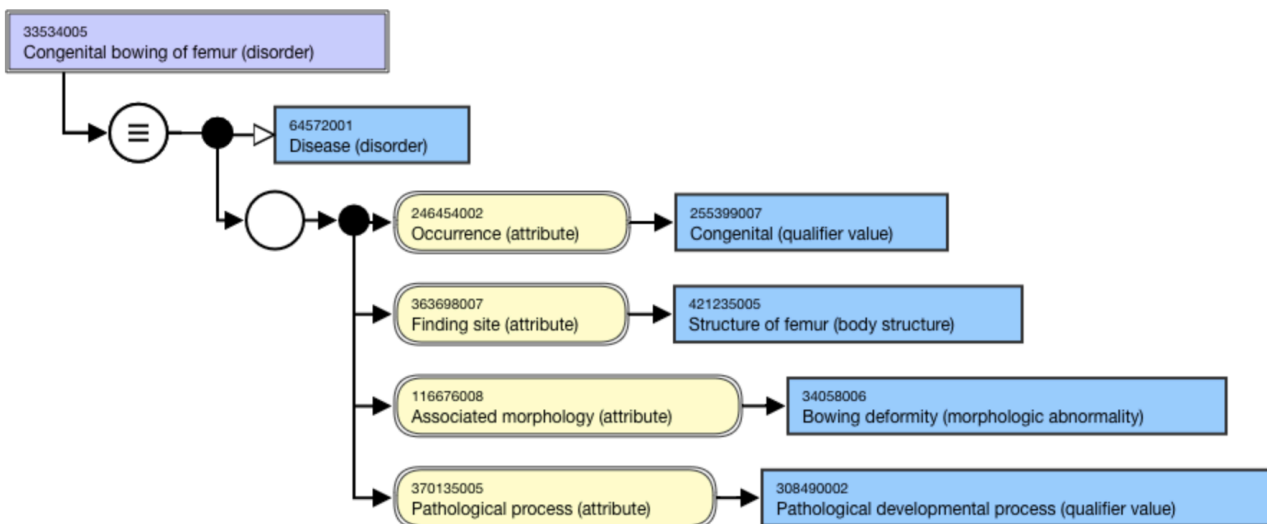 33534005
Congenital bowing of femur (disorder)
64572001
Disease (disorder)
246454002
Occurrence (attribute)
255399007
Congenital (qualifier value)
363698007
Finding site (attribute)
421235005
Structure of femur (body structure)
116676008
Associated morphology (attribute)
34058006
Bowing deformity (morphologic abnormality)
370135005
Pathological process (attribute)
308490002
Pathological developmental process (qualifier value)